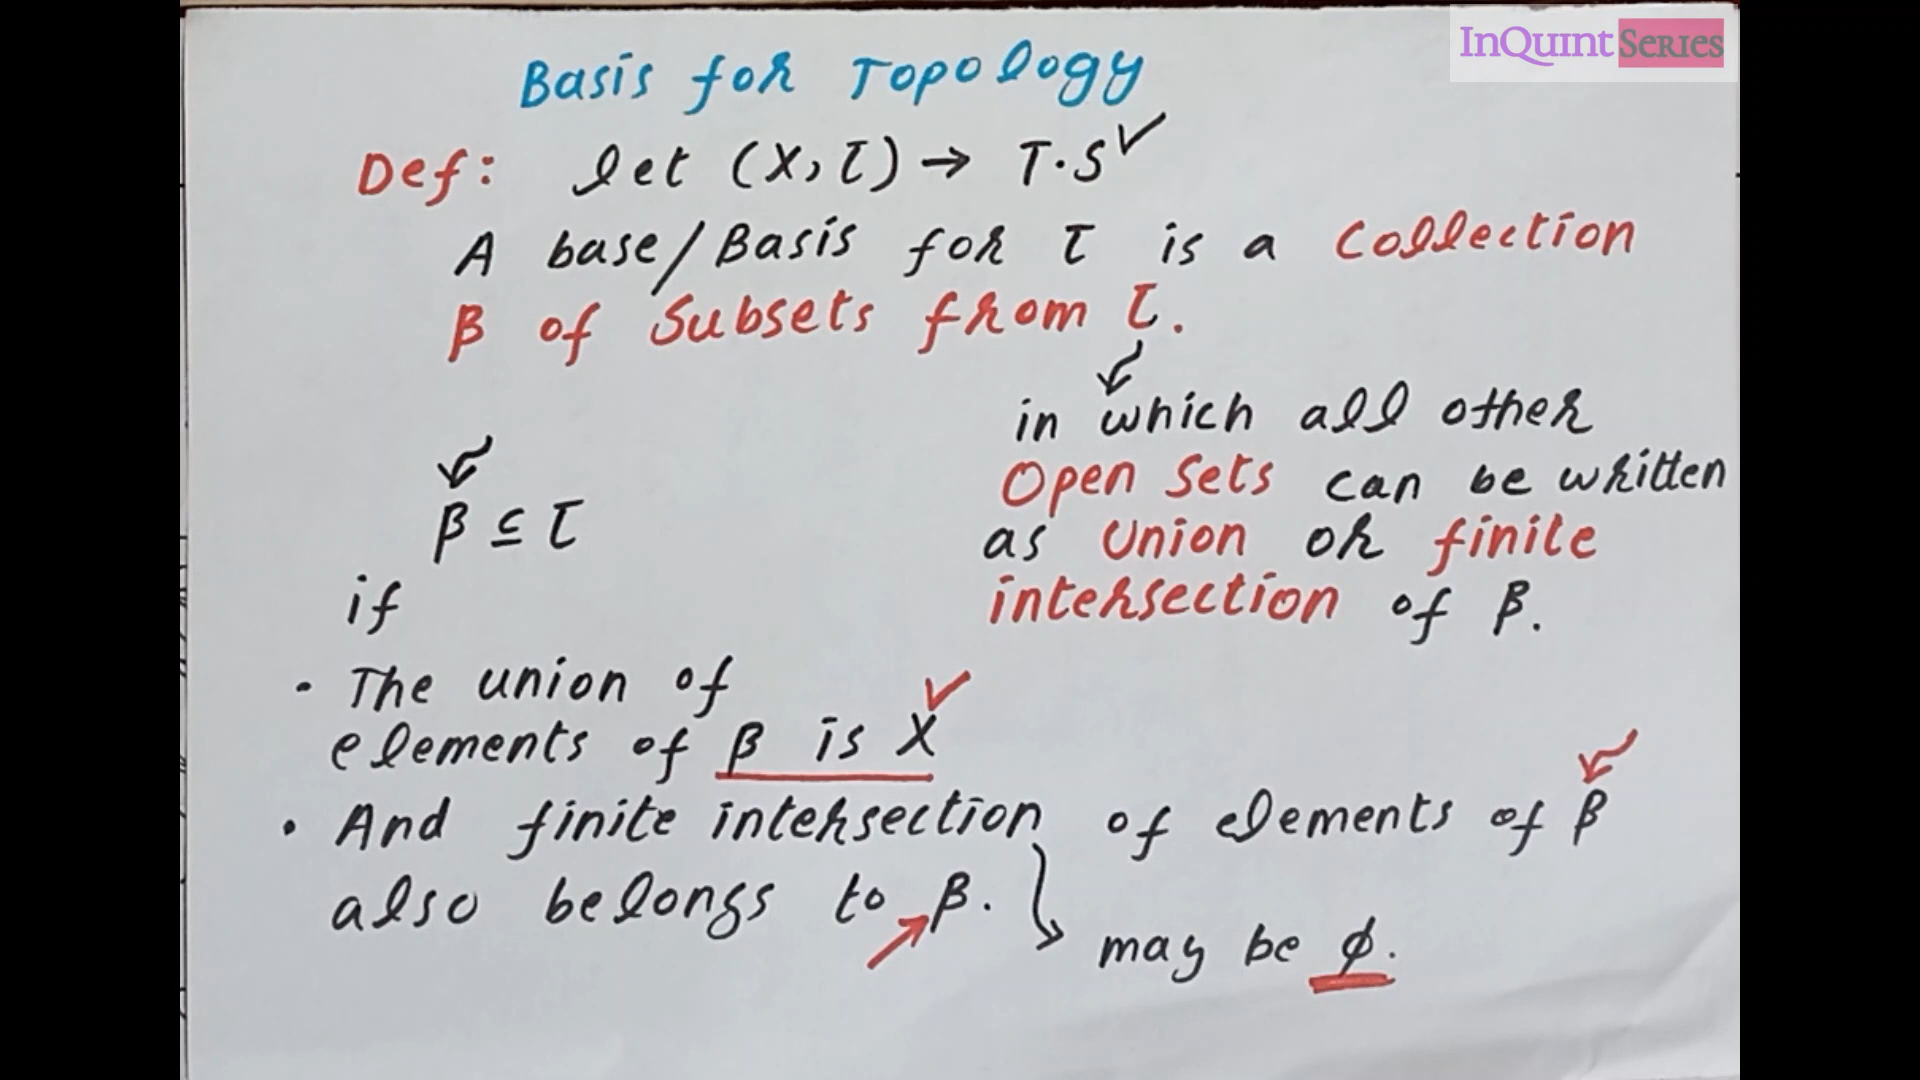 InQuint Series
Basis for Topology
Def: let (X, τ) → T.S ✓
A base/Basis for τ is a Collection
β of Subsets from τ.
in which all other
Open Sets can be written
as Union or finite
intersection of β.
β ⊆ τ
if
• The union of
elements of β is X ✓
• And finite intersection of elements of β
also belongs to β.
may be ϕ.